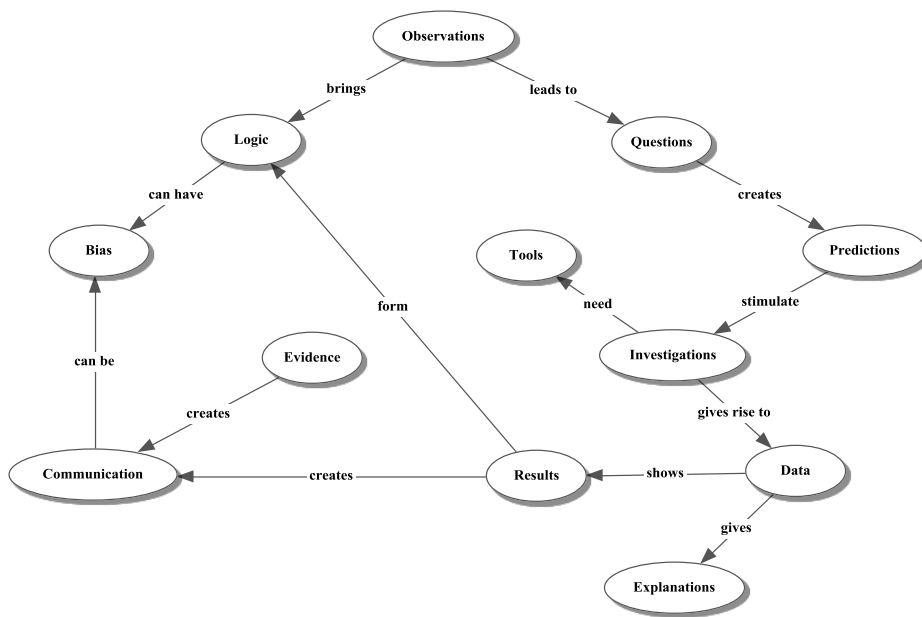 Observations
brings
leads to
Logic
Questions
can have
creates
Bias
Tools
Predictions
need
form
stimulate
can be
Evidence
Investigations
creates
gives rise to
Communication
creates
Results
shows
Data
gives
Explanations